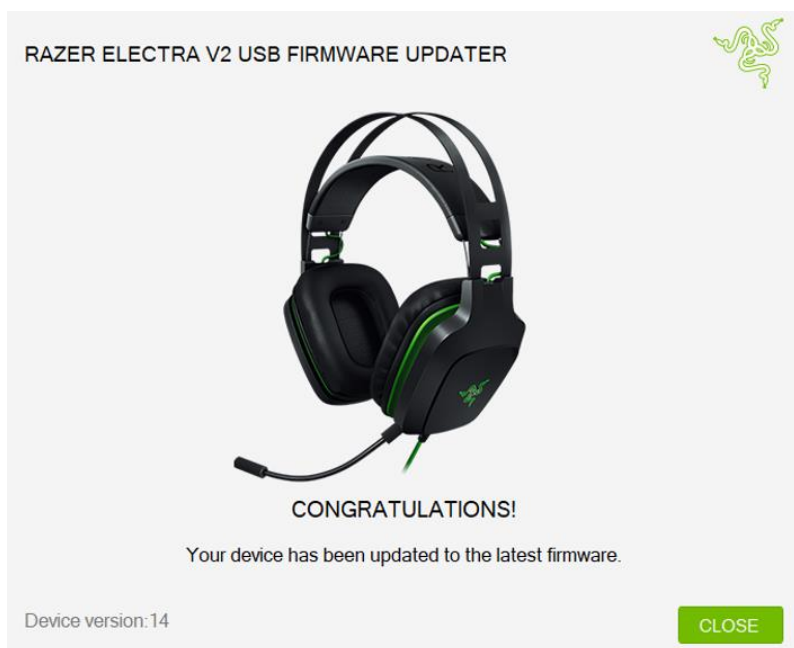 RAZER ELECTRA V2 USB FIRMWARE UPDATER
CONGRATULATIONS!
Your device has been updated to the latest firmware.
Device version:14
CLOSE